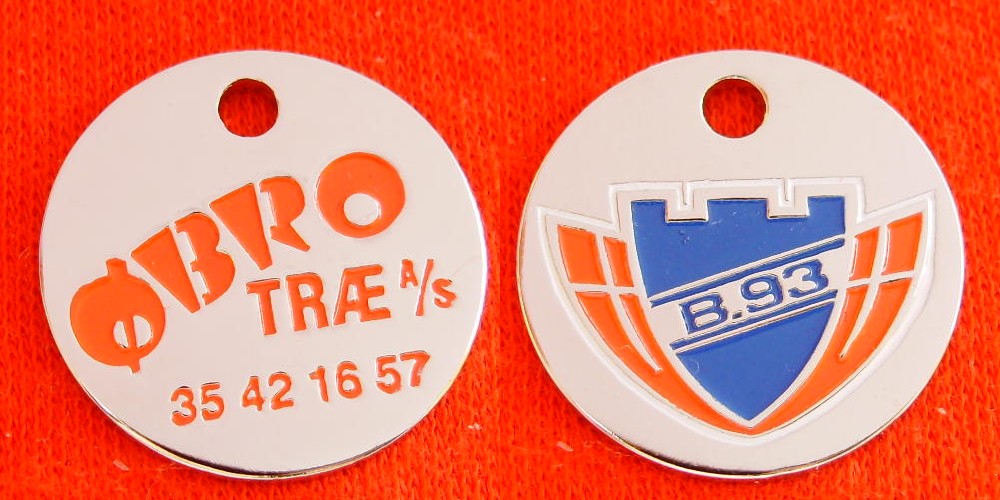 ØBRO
TRÆ A/S
35 42 16 57
B.93